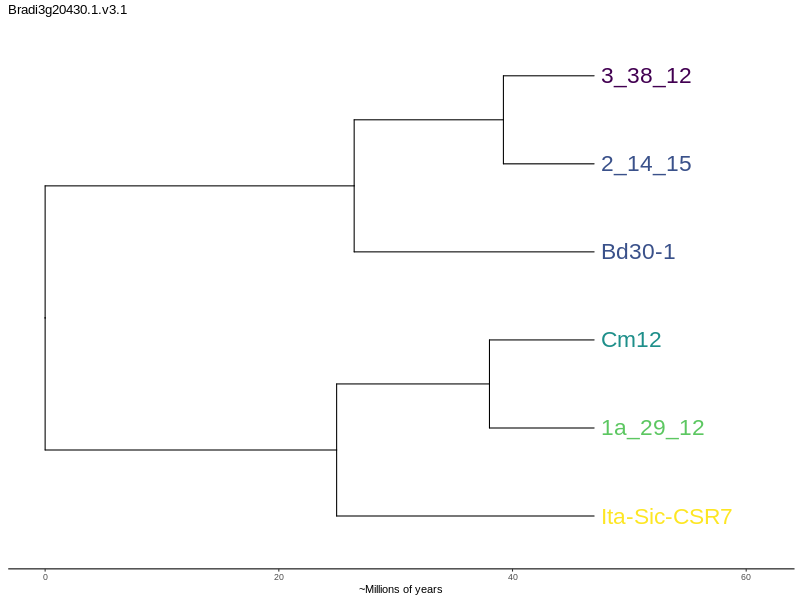 Bradi3g20430.1.v3.1
3_38_12
2_14_15
Bd30-1
Cm12
1a_29_12
Ita-Sic-CSR7
0 20 40 60
~Millions of years